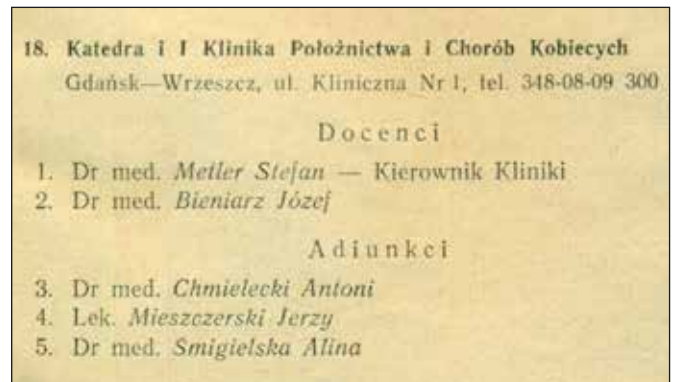 18. Katedra i I Klinika Położnictwa i Chorób Kobiecych
Gdańsk—Wrzeszcz, ul. Kliniczna Nr 1, tel. 348-08-09 300
Docenci
1. Dr med. Metler Stefan — Kierownik Kliniki
2. Dr med. Bieniarz Józef
Adiunkci
3. Dr med. Chmielecki Antoni
4. Lek. Mieszczerski Jerzy
5. Dr med. Smigielska Alina